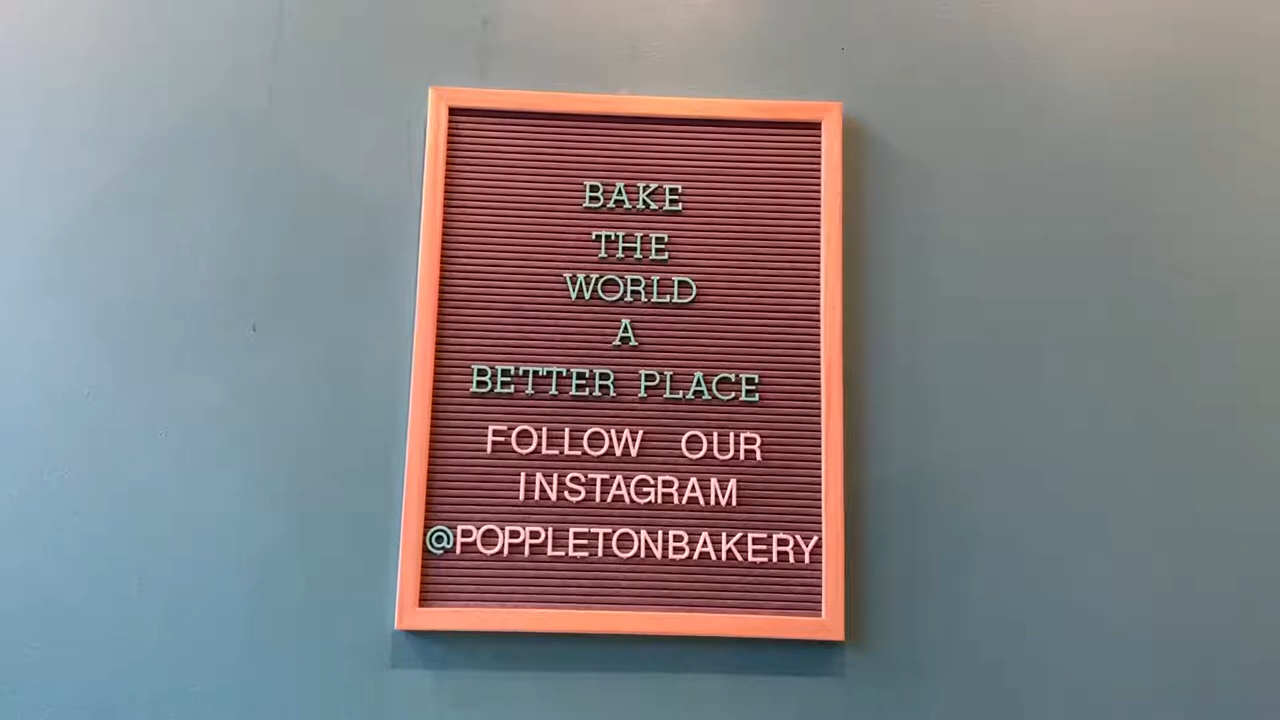 BAKE
THE
WORLD
A
BETTER PLACE
FOLLOW OUR
INSTAGRAM
@POPPLETONBAKERY